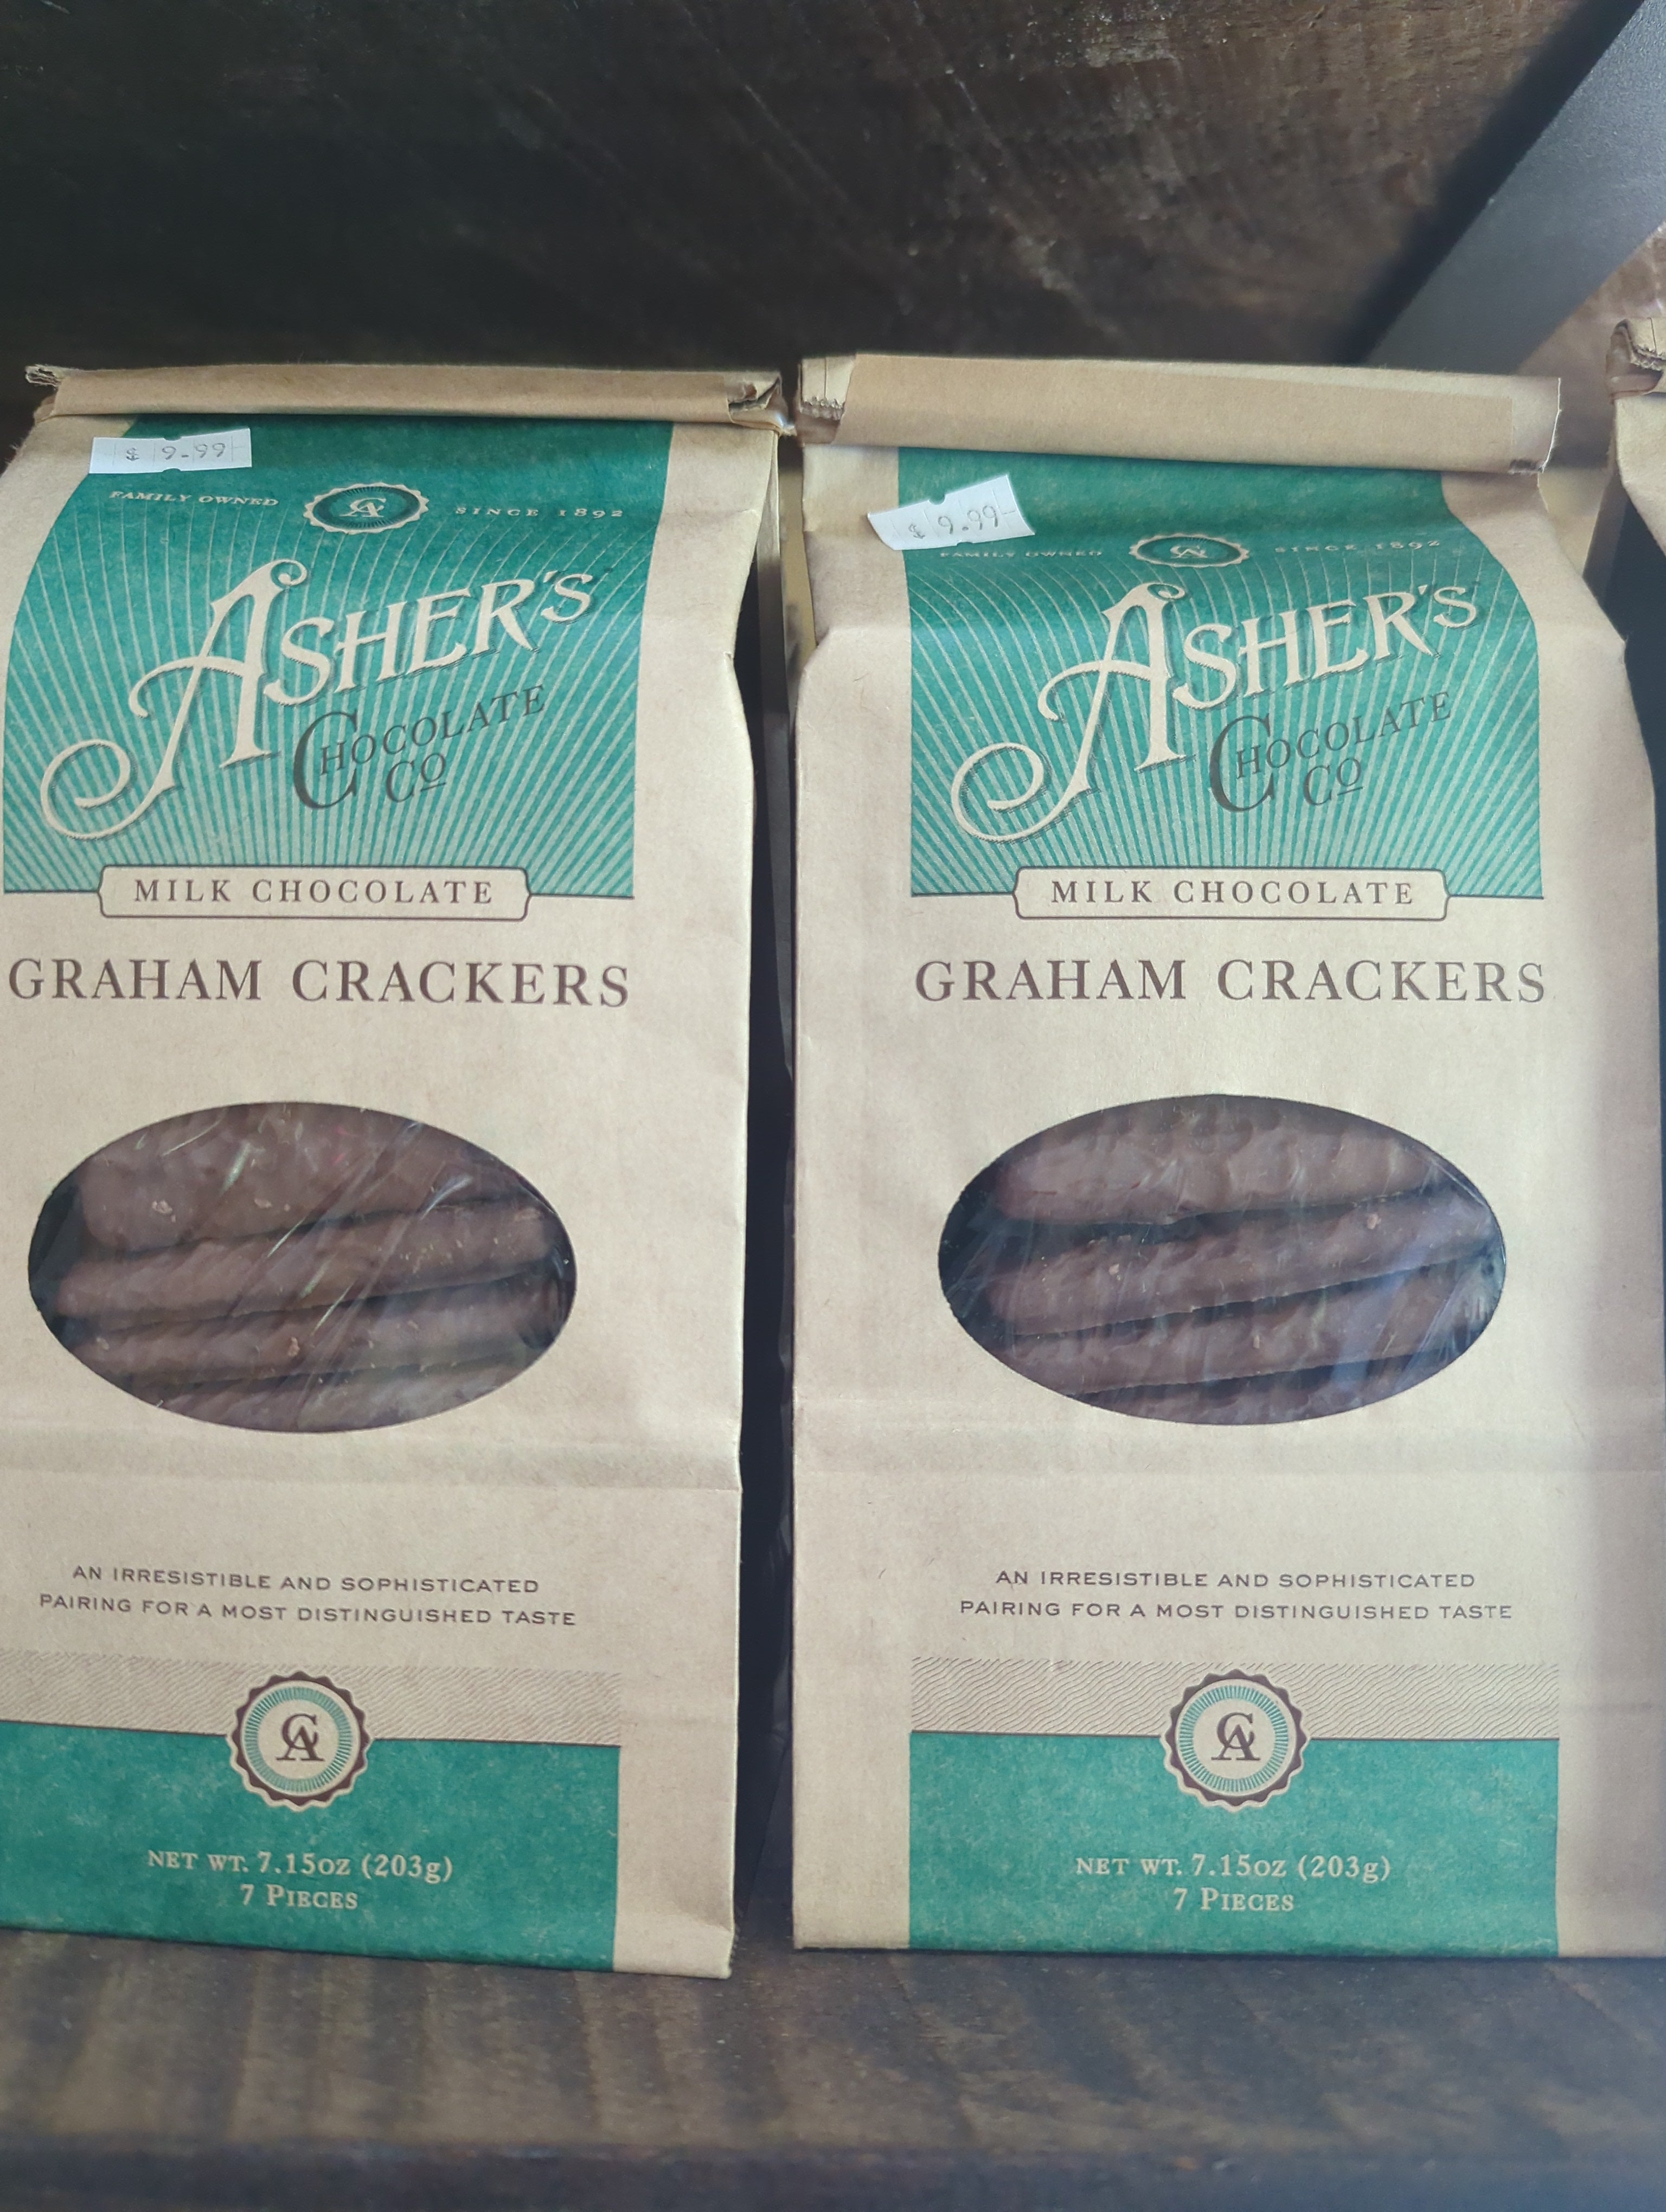 $ 9.99
FAMILY OWNED CA SINCE 1892
ASHER'S
CHOCOLATE
CO
MILK CHOCOLATE
GRAHAM CRACKERS
AN IRRESISTIBLE AND SOPHISTICATED
PAIRING FOR A MOST DISTINGUISHED TASTE
CA
NET WT. 7.15oz (203g)
7 PIECES
$ 9.99
FAMILY OWNED CA SINCE 1892
ASHER'S
CHOCOLATE
CO
MILK CHOCOLATE
GRAHAM CRACKERS
AN IRRESISTIBLE AND SOPHISTICATED
PAIRING FOR A MOST DISTINGUISHED TASTE
CA
NET WT. 7.15oz (203g)
7 PIECES